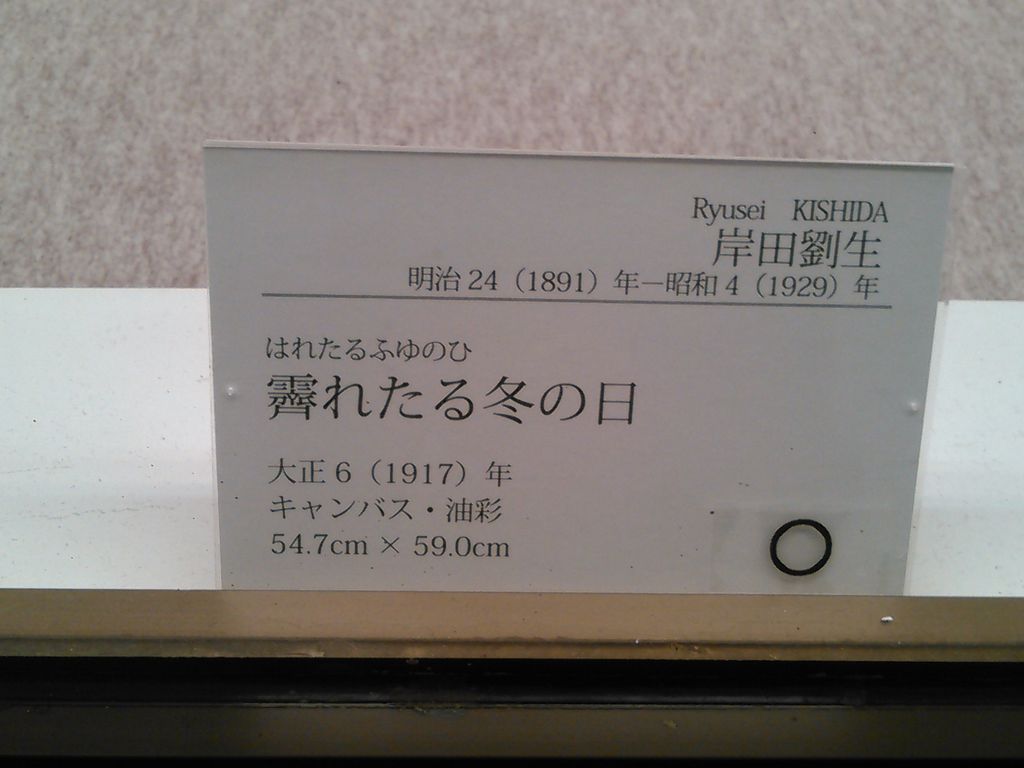 Ryusei KISHIDA
岸田劉生
明治24（1891）年－昭和4（1929）年
はれたるふゆのひ
霽れたる冬の日
大正6（1917）年
キャンバス・油彩
54.7cm × 59.0cm